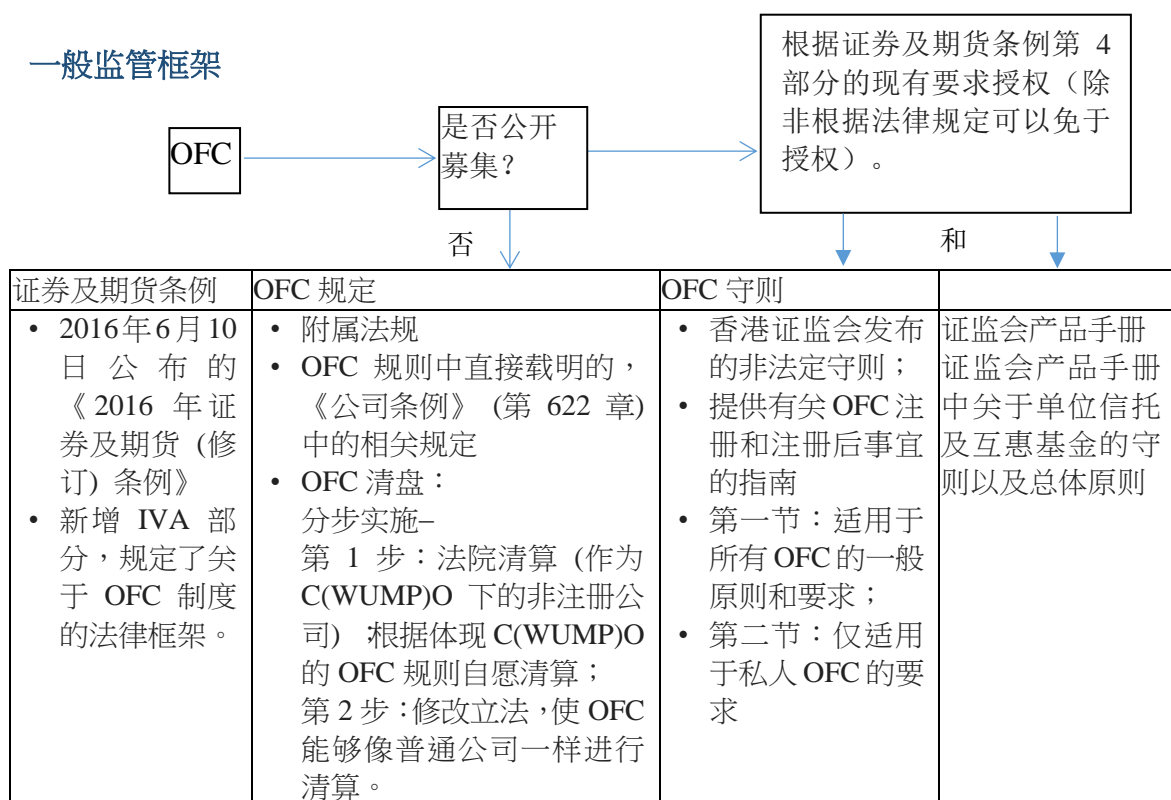 一般监管框架
OFC
是否公开
募集?
根据证券及期货条例第 4
部分的现有要求授权（除
非根据法律规定可以免于
授权）。
否
和
证券及期货条例
• 2016年6月10
日公布的
《2016 年证
券及期货 (修
订) 条例》
• 新增 IVA 部
分，规定了关
于 OFC 制度
的法律框架。
OFC 规定
• 附属法规
• OFC 规则中直接载明的，
《公司条例》 (第 622 章)
中的相关规定
• OFC 清盘：
分步实施–
第 1 步：法院清算 (作为
C(WUMP)O 下的非注册公
司) ；根据体现 C(WUMP)O
的 OFC 规则自愿清算；
第 2 步：修改立法，使 OFC
能够像普通公司一样进行
清算。
OFC 守则
• 香港证监会发布
的非法定守则；
• 提供有关 OFC 注
册和注册后事宜
的指南
• 第一节：适用于
所有 OFC 的一般
原则和要求；
• 第二节：仅适用
于私人 OFC 的要
求
证监会产品手册
证监会产品手册
中关于单位信托
及互惠基金的守
则以及总体原则